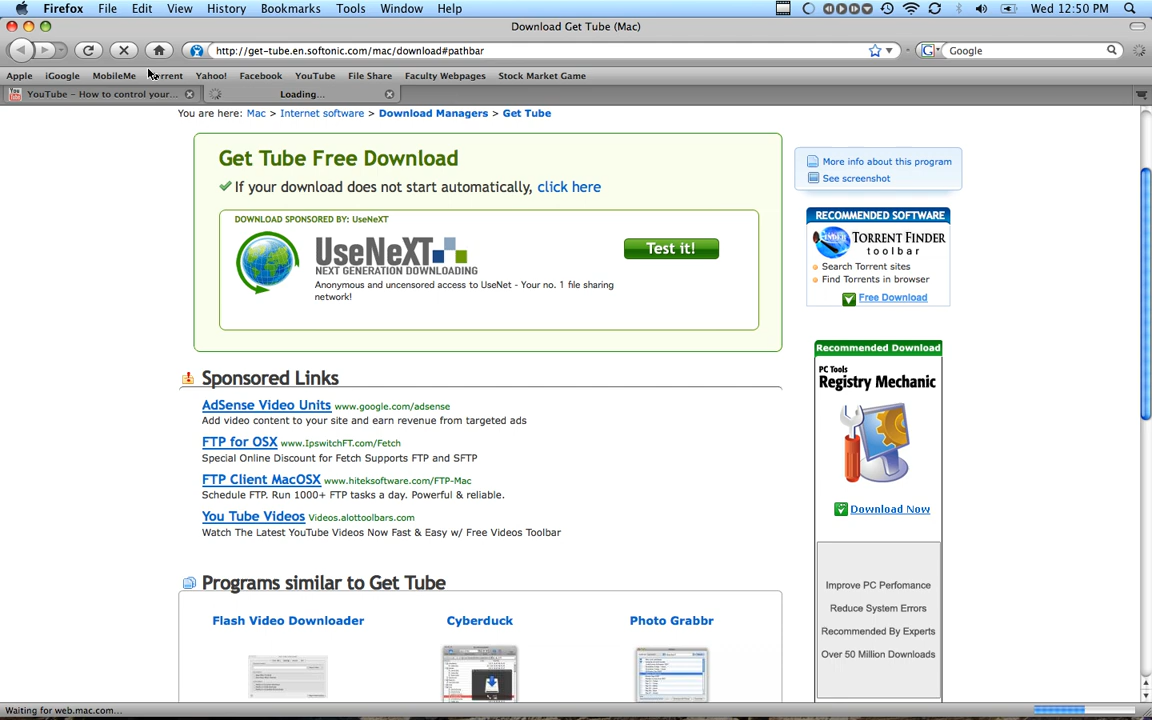 Firefox File Edit View History Bookmarks Tools Window Help Wed 12:50 PM
Download Get Tube (Mac)
http://get-tube.en.softonic.com/mac/download#pathbar
Google
Apple iGoogle MobileMe Torrent Yahoo! Facebook YouTube File Share Faculty Webpages Stock Market Game
YouTube – How to control your... Loading...
You are here: Mac > Internet software > Download Managers > Get Tube
Get Tube Free Download
If your download does not start automatically, click here
DOWNLOAD SPONSORED BY: UseNeXT
UseNeXT
NEXT GENERATION DOWNLOADING
Anonymous and uncensored access to UseNet - Your no. 1 file sharing
network!
Test it!
More info about this program
See screenshot
RECOMMENDED SOFTWARE
TORRENT FINDER
toolbar
Search Torrent sites
Find Torrents in browser
Free Download
Sponsored Links
AdSense Video Units www.google.com/adsense
Add video content to your site and earn revenue from targeted ads
FTP for OSX www.IpswitchFT.com/Fetch
Special Online Discount for Fetch Supports FTP and SFTP
FTP Client MacOSX www.hiteksoftware.com/FTP-Mac
Schedule FTP. Run 1000+ FTP tasks a day. Powerful & reliable.
You Tube Videos Videos.alottoolbars.com
Watch The Latest YouTube Videos Now Fast & Easy w/ Free Videos Toolbar
Recommended Download
PC Tools
Registry Mechanic
Download Now
Improve PC Perfomance
Reduce System Errors
Recommended By Experts
Over 50 Million Downloads
Programs similar to Get Tube
Flash Video Downloader Cyberduck Photo Grabbr
Waiting for web.mac.com...